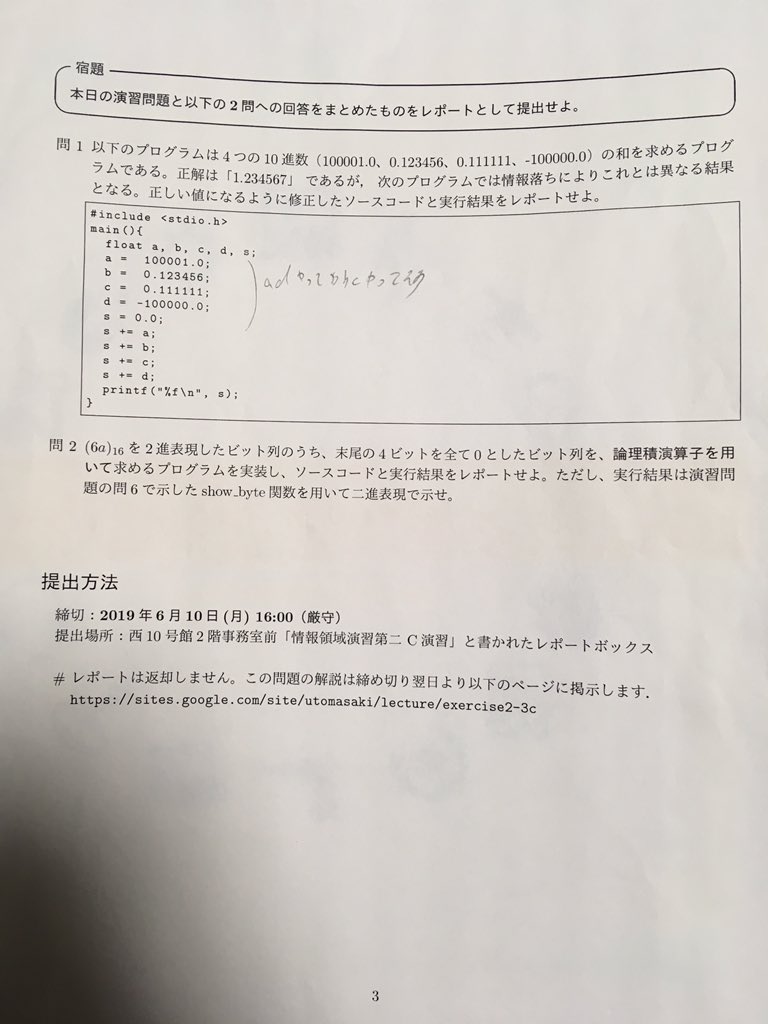 宿題
本日の演習問題と以下の2問への回答をまとめたものをレポートとして提出せよ。
問 1 以下のプログラムは 4 つの 10 進数（100001.0、0.123456、0.111111、-100000.0）の和を求めるプログ
ラムである。正解は「1.234567」であるが，次のプログラムでは情報落ちによりこれとは異なる結果
となる。正しい値になるように修正したソースコードと実行結果をレポートせよ。
#include <stdio.h>
main(){
float a, b, c, d, s;
a = 100001.0;
b = 0.123456;
c = 0.111111;
d = -100000.0;
s = 0.0;
s += a;
s += b;
s += c;
s += d;
printf("%f\n", s);
}
adやってからbcやって
問 2 (6a)16 を 2 進表現したビット列のうち、末尾の 4 ビットを全て 0 としたビット列を、論理積演算子を用
いて求めるプログラムを実装し、ソースコードと実行結果をレポートせよ。ただし、実行結果は演習問
題の問 6 で示した show_byte 関数を用いて二進表現で示せ。
提出方法
締切：2019 年 6 月 10 日 (月) 16:00（厳守）
提出場所：西 10 号館 2 階事務室前「情報領域演習第二 C 演習」と書かれたレポートボックス
# レポートは返却しません。この問題の解説は締め切り翌日より以下のページに掲示します．
https://sites.google.com/site/utomasaki/lecture/exercise2-3c
3